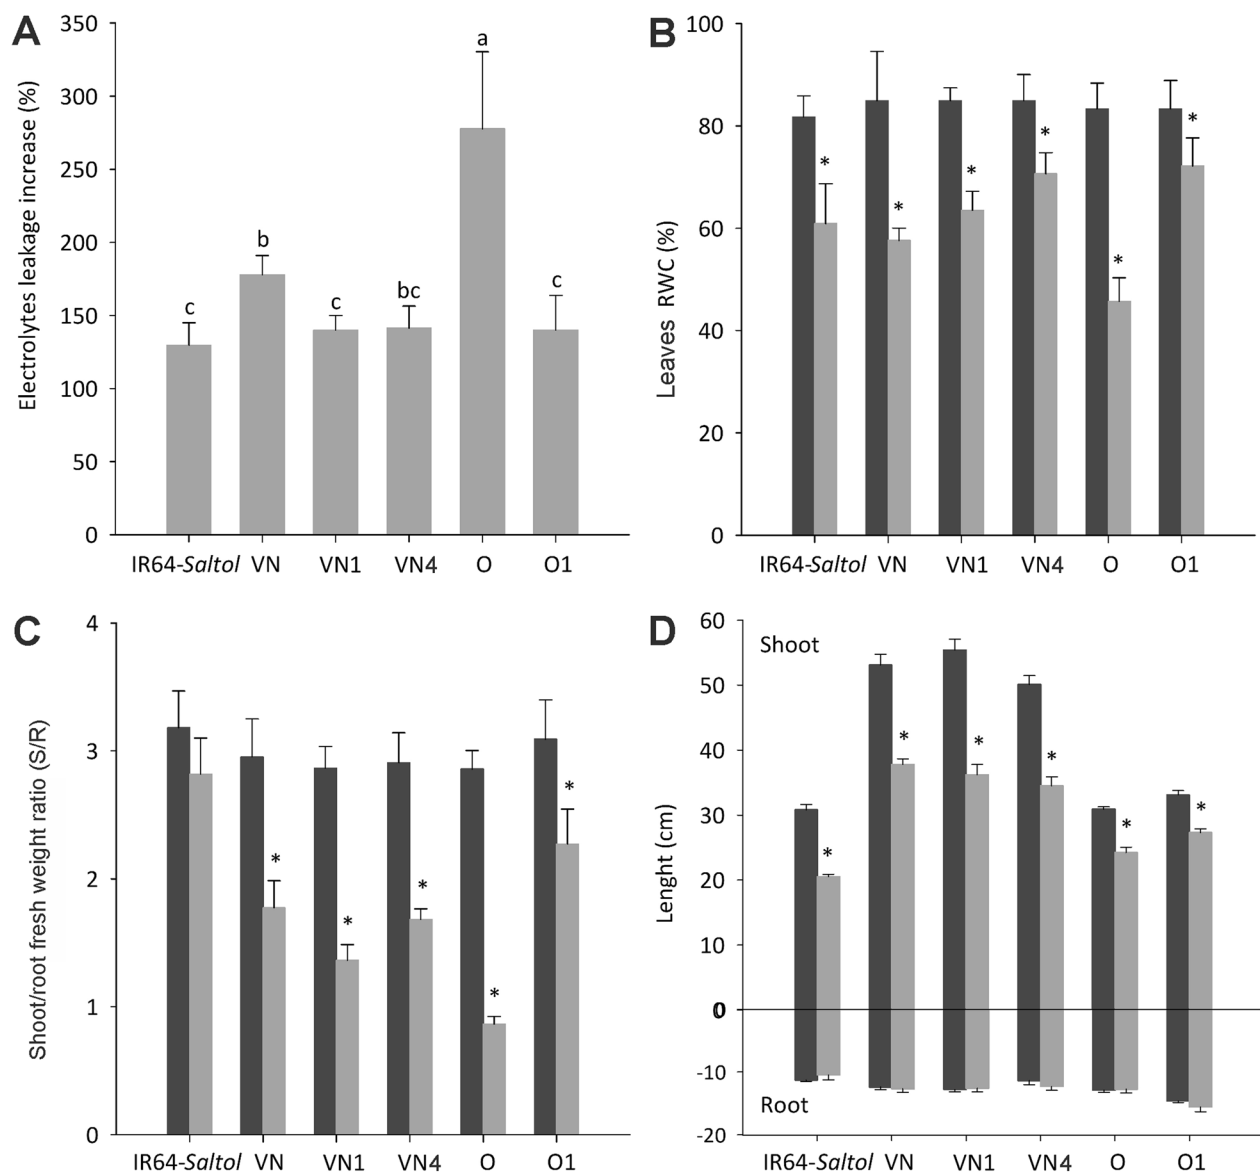 A
Electrolytes leakage increase (%)
350
300
250
200
150
100
50
0
c
b
c
bc
a
c
IR64-Saltol VN VN1 VN4 O O1
B
Leaves RWC (%)
100
80
60
40
20
0
* * * * * *
IR64-Saltol VN VN1 VN4 O O1
C
Shoot/root fresh weight ratio (S/R)
4
3
2
1
0
* * * * *
IR64-Saltol VN VN1 VN4 O O1
D
Lenght (cm)
60
50
40
30
20
10
0
-10
-20
Shoot
* * * * * *
Root
IR64-Saltol VN VN1 VN4 O O1